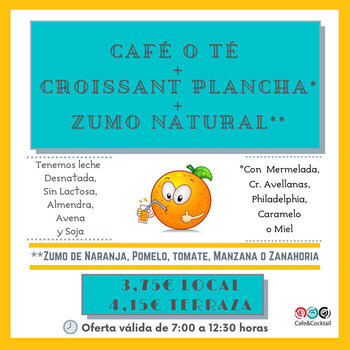 CAFÉ O TÉ
+
CROISSANT PLANCHA*
+
ZUMO NATURAL**
Tenemos leche
Desnatada,
Sin Lactosa,
Almendra,
Avena
y Soja
*Con Mermelada,
Cr. Avellanas,
Philadelphia,
Caramelo
o Miel
**ZUMO DE NARANJA, POMELO, TOMATE, MANZANA O ZANAHORIA
3,75€ LOCAL
4,15€ TERRAZA
Cafe&Cocktail
Oferta válida de 7:00 a 12:30 horas